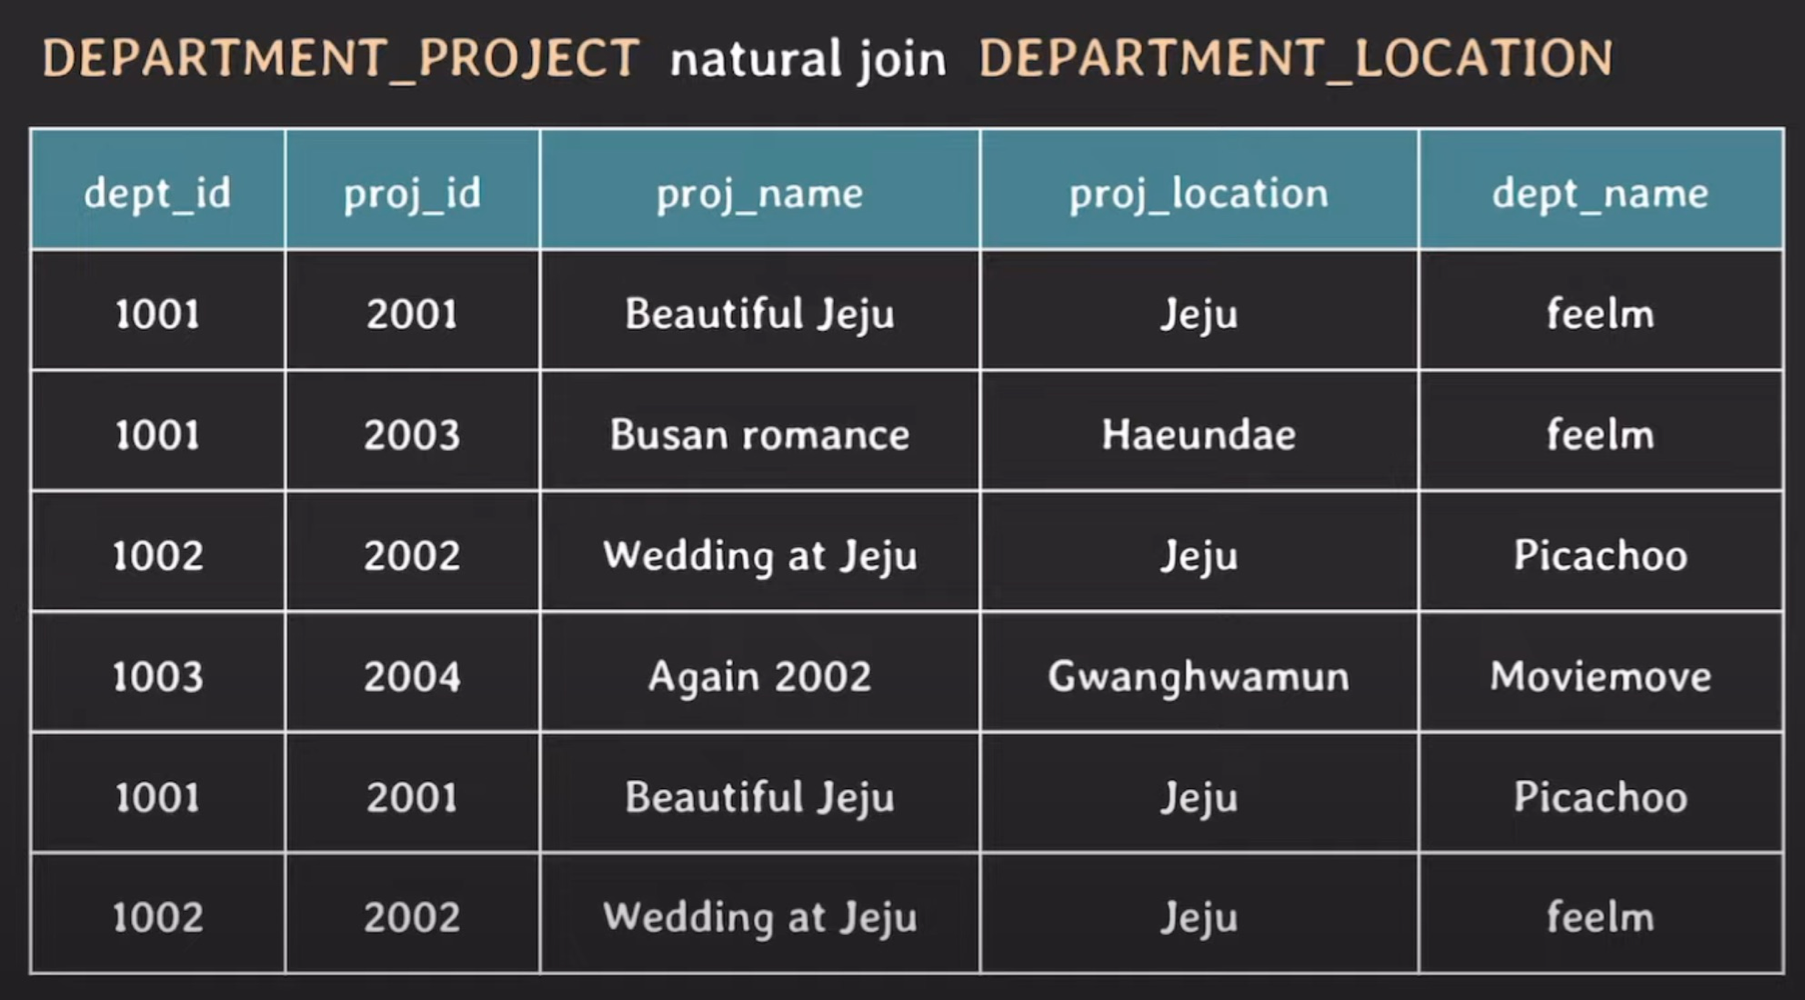 DEPARTMENT_PROJECT natural join DEPARTMENT_LOCATION
dept_id proj_id proj_name proj_location dept_name
1001 2001 Beautiful Jeju Jeju feelm
1001 2003 Busan romance Haeundae feelm
1002 2002 Wedding at Jeju Jeju Picachoo
1003 2004 Again 2002 Gwanghwamun Moviemove
1001 2001 Beautiful Jeju Jeju Picachoo
1002 2002 Wedding at Jeju Jeju feelm